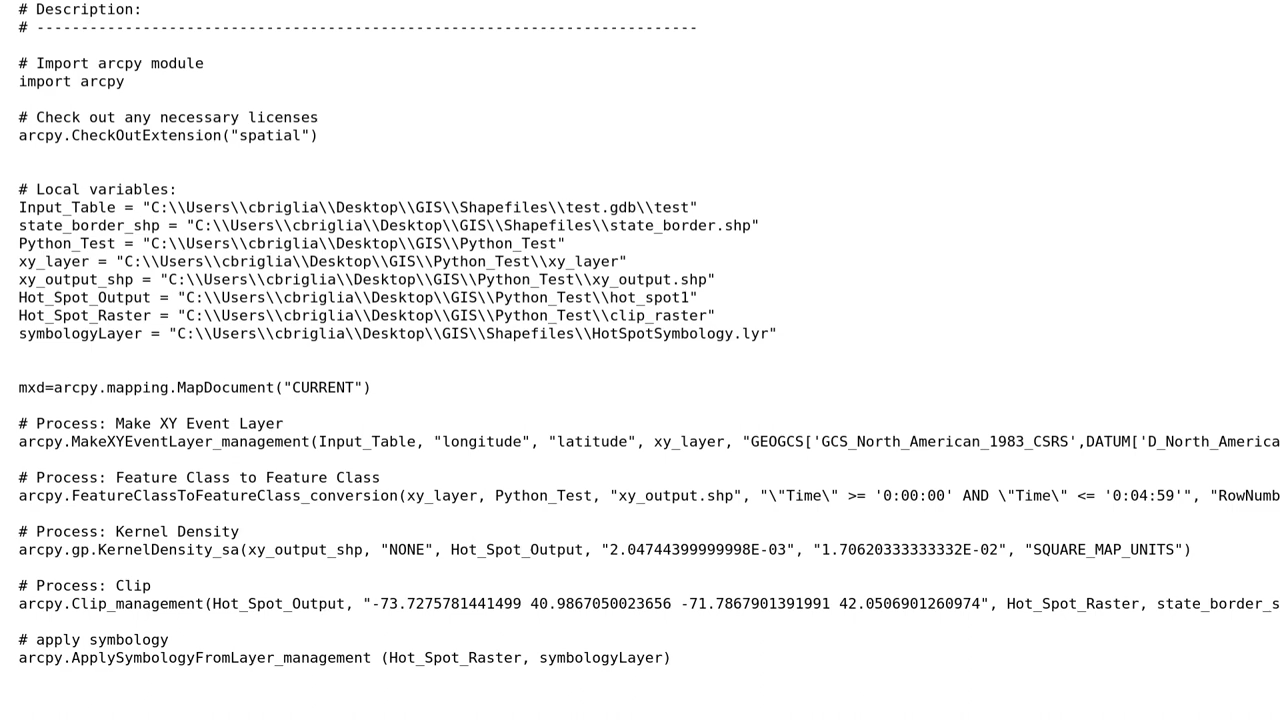 # Description:
# ---------------------------------------------------------------------------
# Import arcpy module
import arcpy
# Check out any necessary licenses
arcpy.CheckOutExtension("spatial")
# Local variables:
Input_Table = "C:\\Users\\cbriglia\\Desktop\\GIS\\Shapefiles\\test.gdb\\test"
state_border_shp = "C:\\Users\\cbriglia\\Desktop\\GIS\\Shapefiles\\state_border.shp"
Python_Test = "C:\\Users\\cbriglia\\Desktop\\GIS\\Python_Test"
xy_layer = "C:\\Users\\cbriglia\\Desktop\\GIS\\Python_Test\\xy_layer"
xy_output_shp = "C:\\Users\\cbriglia\\Desktop\\GIS\\Python_Test\\xy_output.shp"
Hot_Spot_Output = "C:\\Users\\cbriglia\\Desktop\\GIS\\Python_Test\\hot_spot1"
Hot_Spot_Raster = "C:\\Users\\cbriglia\\Desktop\\GIS\\Python_Test\\clip_raster"
symbologyLayer = "C:\\Users\\cbriglia\\Desktop\\GIS\\Shapefiles\\HotSpotSymbology.lyr"
mxd=arcpy.mapping.MapDocument("CURRENT")
# Process: Make XY Event Layer
arcpy.MakeXYEventLayer_management(Input_Table, "longitude", "latitude", xy_layer, "GEOGCS['GCS_North_American_1983_CSRS',DATUM['D_North_America
# Process: Feature Class to Feature Class
arcpy.FeatureClassToFeatureClass_conversion(xy_layer, Python_Test, "xy_output.shp", "\"Time\" >= '0:00:00' AND \"Time\" <= '0:04:59'", "RowNumb
# Process: Kernel Density
arcpy.gp.KernelDensity_sa(xy_output_shp, "NONE", Hot_Spot_Output, "2.04744399999998E-03", "1.70620333333332E-02", "SQUARE_MAP_UNITS")
# Process: Clip
arcpy.Clip_management(Hot_Spot_Output, "-73.7275781441499 40.9867050023656 -71.7867901391991 42.0506901260974", Hot_Spot_Raster, state_border_s
# apply symbology
arcpy.ApplySymbologyFromLayer_management (Hot_Spot_Raster, symbologyLayer)